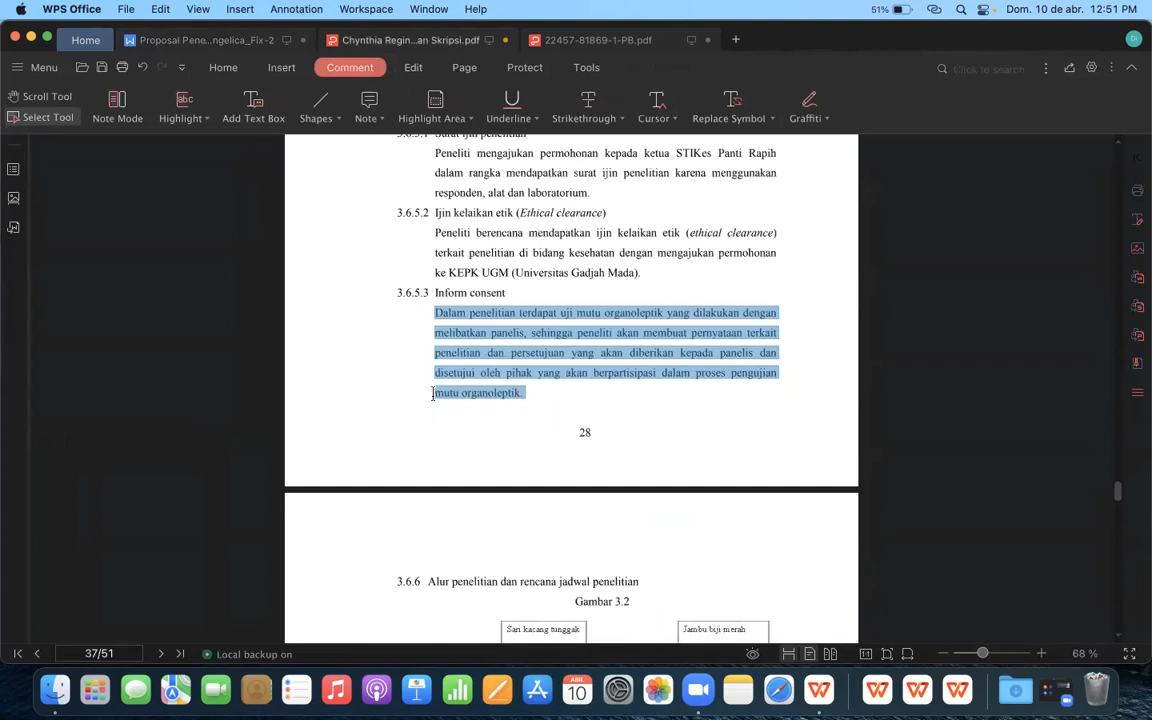 WPS Office File Edit View Insert Annotation Workspace Window Help 51% Dom. 10 de abr. 12:51 PM
Home Proposal Pene...ngelica_Fix-2 Chynthia Regin...an Skripsi.pdf 22457-81869-1-PB.pdf + Di
Menu Home Insert Comment Edit Page Protect Tools Click to search
Scroll Tool
Select Tool
Note Mode Highlight Add Text Box Shapes Note Highlight Area Underline Strikethrough Cursor Replace Symbol Graffiti
3.6.5.1 Surat ijin penelitian
Peneliti mengajukan permohonan kepada ketua STIKes Panti Rapih
dalam rangka mendapatkan surat ijin penelitian karena menggunakan
responden, alat dan laboratorium.
3.6.5.2 Ijin kelaikan etik (Ethical clearance)
Peneliti berencana mendapatkan ijin kelaikan etik (ethical clearance)
terkait penelitian di bidang kesehatan dengan mengajukan permohonan
ke KEPK UGM (Universitas Gadjah Mada).
3.6.5.3 Inform consent
Dalam penelitian terdapat uji mutu organoleptik yang dilakukan dengan
melibatkan panelis, sehingga peneliti akan membuat pernyataan terkait
penelitian dan persetujuan yang akan diberikan kepada panelis dan
disetujui oleh pihak yang akan berpartisipasi dalam proses pengujian
mutu organoleptik.
28
3.6.6 Alur penelitian dan rencana jadwal penelitian
Gambar 3.2
Sari kacang tunggak Jambu biji merah
37/51 Local backup on 68 %
ABR. 10